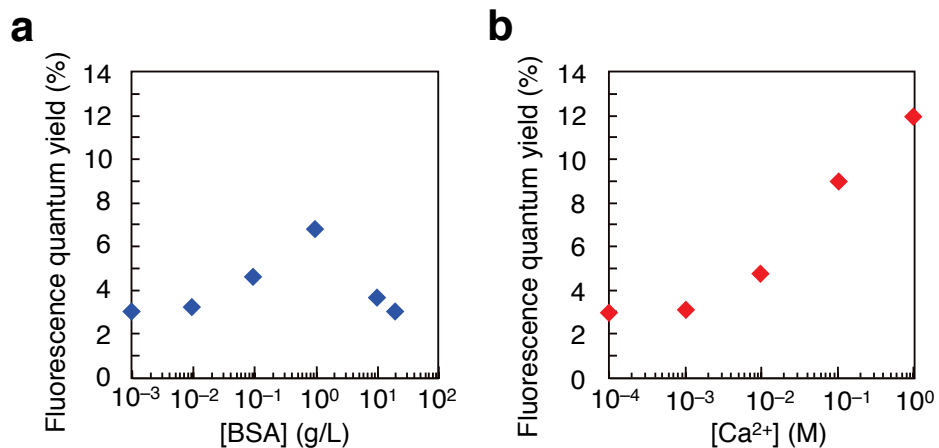 a
Fluorescence quantum yield (%)
14
12
10
8
6
4
2
0
10⁻³ 10⁻² 10⁻¹ 10⁰ 10¹ 10²
[BSA] (g/L)
b
Fluorescence quantum yield (%)
14
12
10
8
6
4
2
0
10⁻⁴ 10⁻³ 10⁻² 10⁻¹ 10⁰
[Ca²⁺] (M)